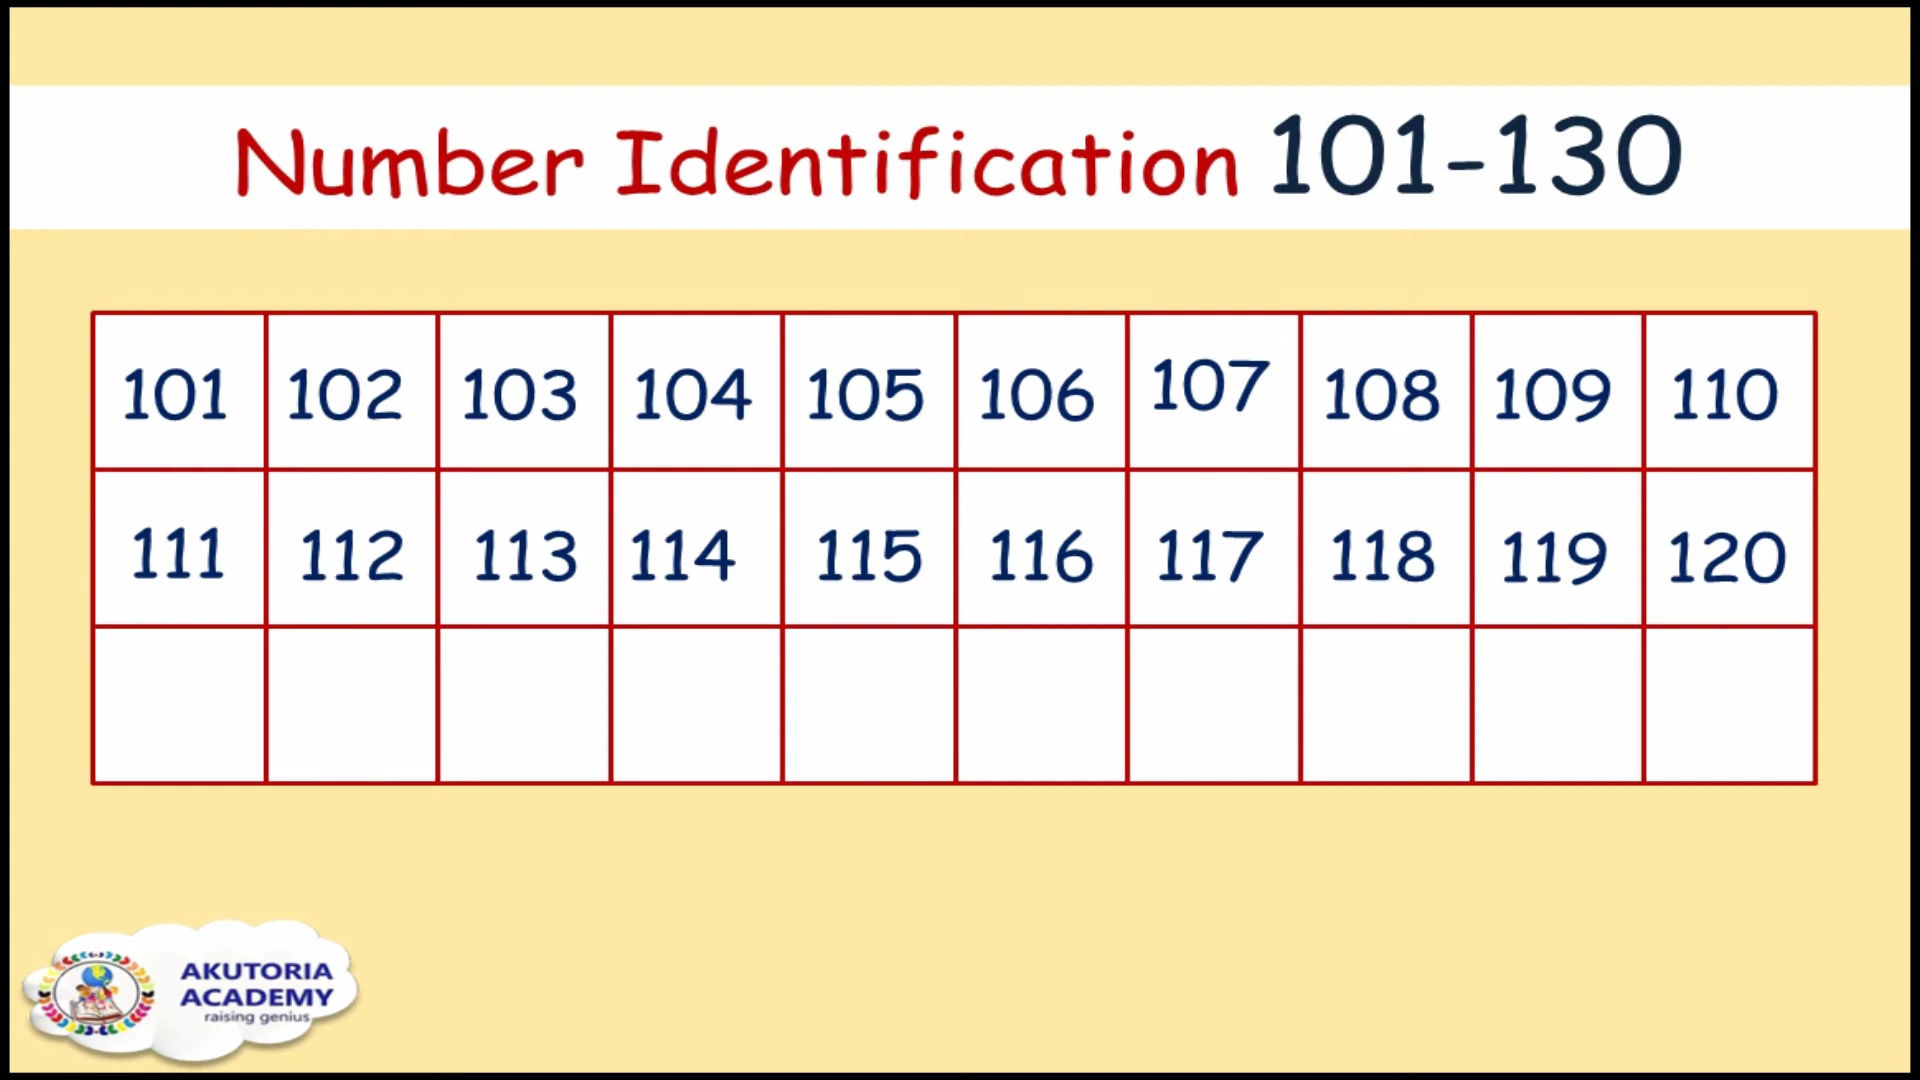 Number Identification 101-130
101 102 103 104 105 106 107 108 109 110
111 112 113 114 115 116 117 118 119 120
AKUTORIA
ACADEMY
raising genius